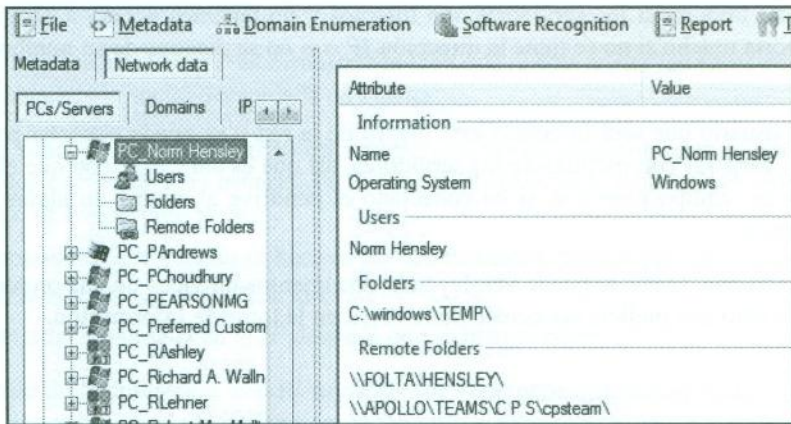 File Metadata Domain Enumeration Software Recognition Report
Metadata Network data
PCs/Servers Domains IP
PC_Norm Hensley
Users
Folders
Remote Folders
PC_PAndrews
PC_PChoudhury
PC_PEARSONMG
PC_Preferred Custom
PC_RAshley
PC_Richard A. Walln
PC_RLehner
Attribute Value
Information
Name PC_Norm Hensley
Operating System Windows
Users
Norm Hensley
Folders
C:\windows\TEMP\
Remote Folders
\\FOLTA\HENSLEY\
\\APOLLO\TEAMS\C P S\cpsteam\